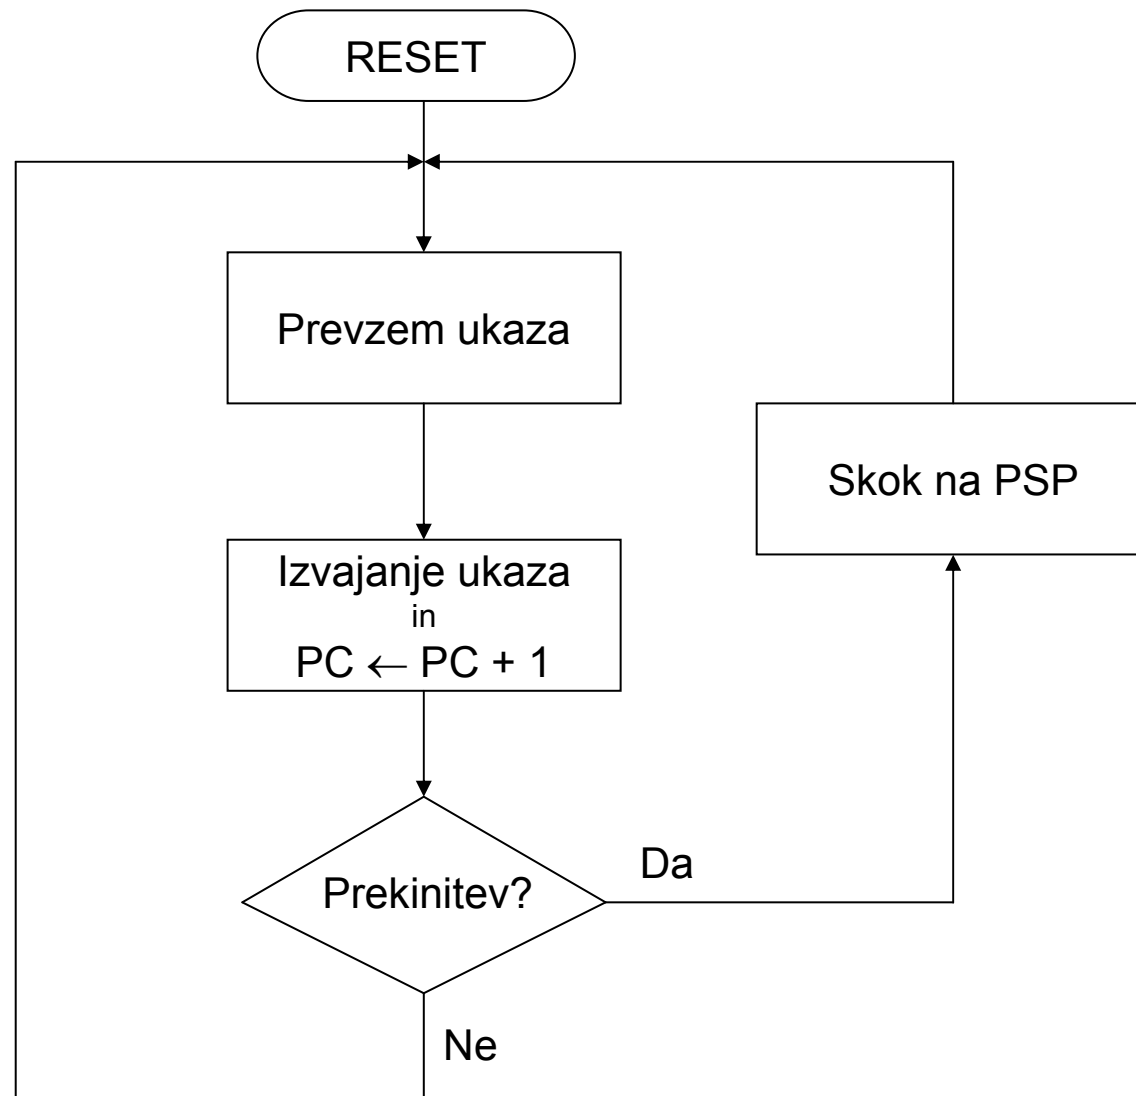 RESET
Prevzem ukaza
Skok na PSP
Izvajanje ukaza
in
PC ← PC + 1
Prekinitev?
Da
Ne